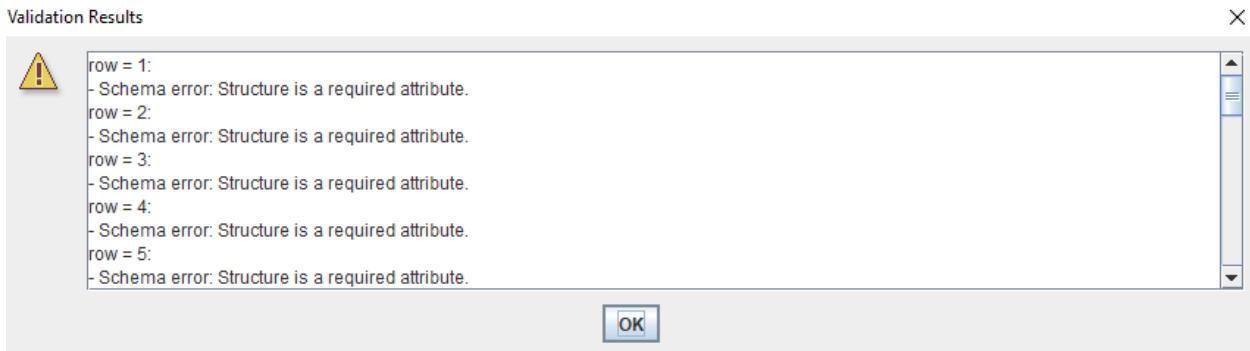 Validation Results
row = 1:
- Schema error: Structure is a required attribute.
row = 2:
- Schema error: Structure is a required attribute.
row = 3:
- Schema error: Structure is a required attribute.
row = 4:
- Schema error: Structure is a required attribute.
row = 5:
- Schema error: Structure is a required attribute.
OK